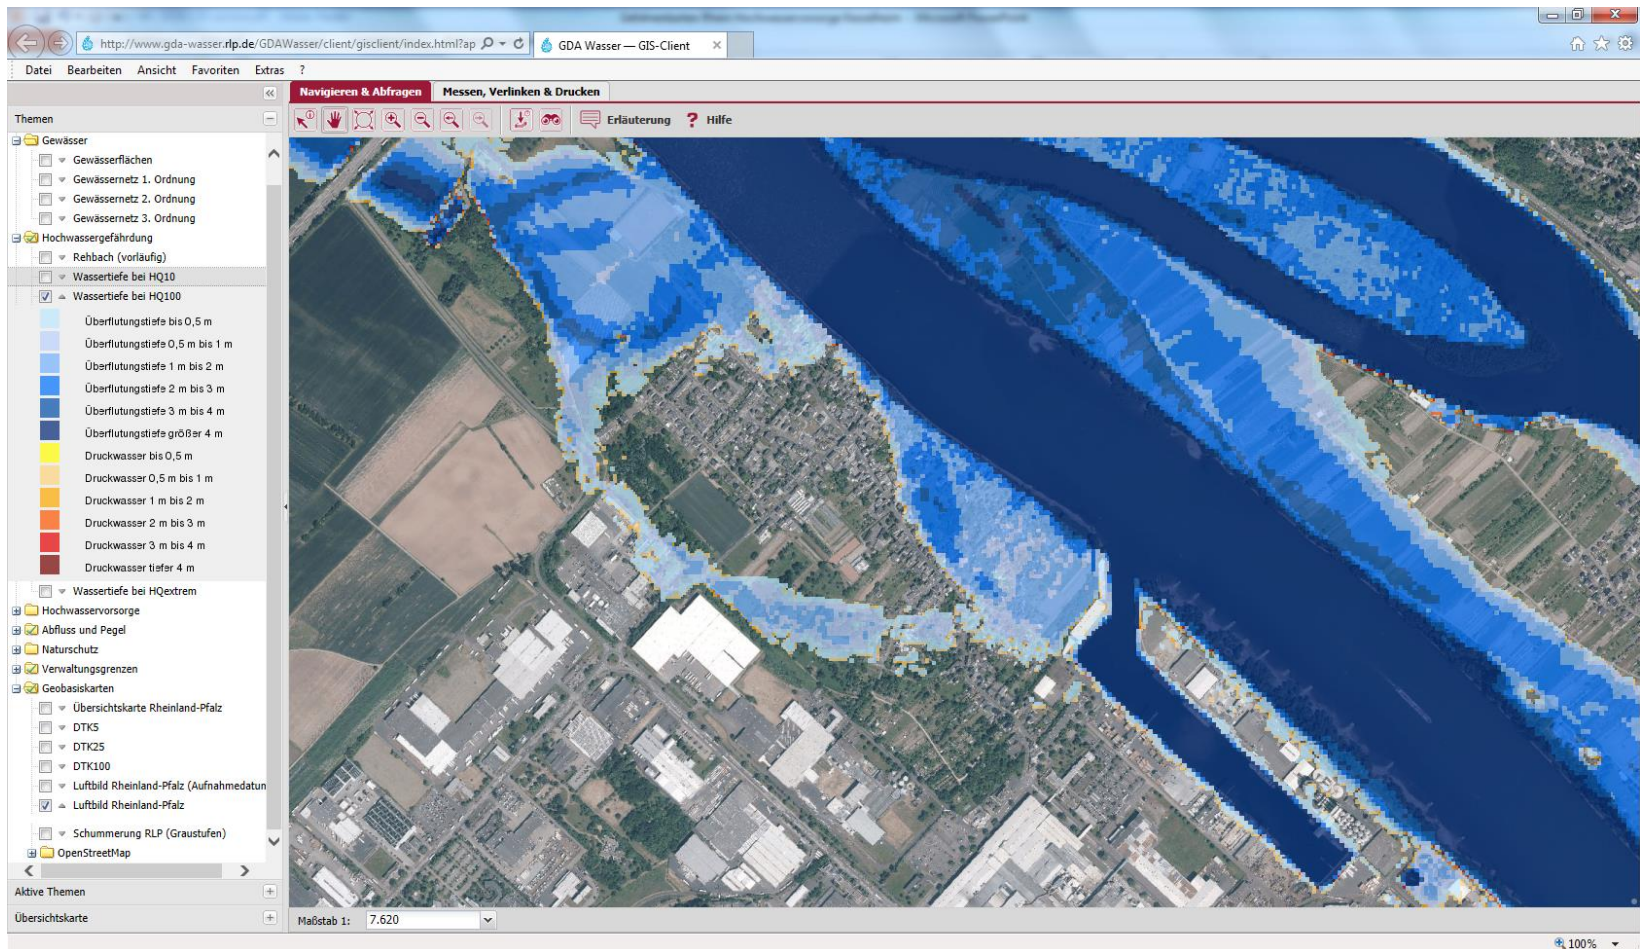 http://www.gda-wasser.rlp.de/GDAWasser/client/gisclient/index.html?ap
GDA Wasser — GIS-Client
Datei Bearbeiten Ansicht Favoriten Extras ?
Navigieren & Abfragen Messen, Verlinken & Drucken
Themen
Erläuterung ? Hilfe
Gewässer
Gewässerflächen
Gewässernetz 1. Ordnung
Gewässernetz 2. Ordnung
Gewässernetz 3. Ordnung
Hochwassergefährdung
Rehbach (vorläufig)
Wassertiefe bei HQ10
Wassertiefe bei HQ100
Überflutungstiefe bis 0,5 m
Überflutungstiefe 0,5 m bis 1 m
Überflutungstiefe 1 m bis 2 m
Überflutungstiefe 2 m bis 3 m
Überflutungstiefe 3 m bis 4 m
Überflutungstiefe größer 4 m
Druckwasser bis 0,5 m
Druckwasser 0,5 m bis 1 m
Druckwasser 1 m bis 2 m
Druckwasser 2 m bis 3 m
Druckwasser 3 m bis 4 m
Druckwasser tiefer 4 m
Wassertiefe bei HQextrem
Hochwasservorsorge
Abfluss und Pegel
Naturschutz
Verwaltungsgrenzen
Geobasiskarten
Übersichtskarte Rheinland-Pfalz
DTK5
DTK25
DTK100
Luftbild Rheinland-Pfalz (Aufnahmedatun
Luftbild Rheinland-Pfalz
Schummerung RLP (Graustufen)
OpenStreetMap
Aktive Themen
Übersichtskarte
Maßstab 1: 7.620
100%